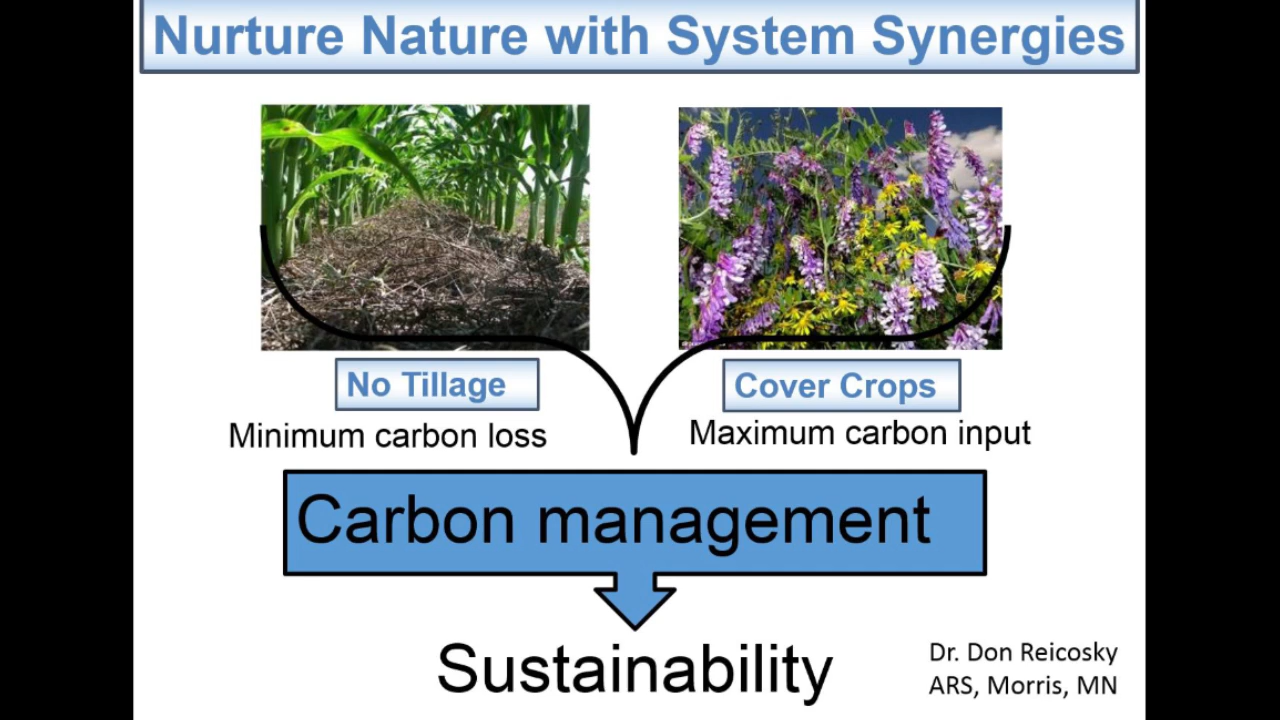 Nurture Nature with System Synergies
No Tillage
Minimum carbon loss
Cover Crops
Maximum carbon input
Carbon management
Sustainability
Dr. Don Reicosky
ARS, Morris, MN